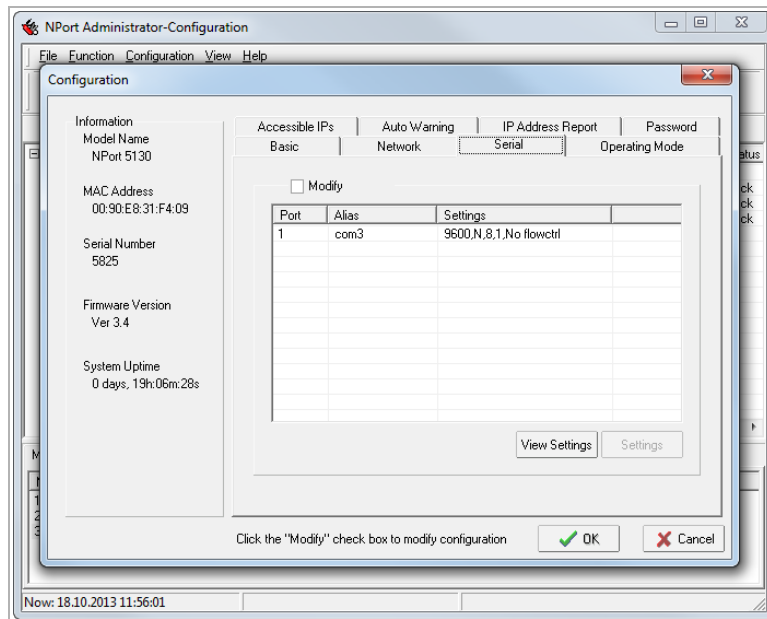 NPort Administrator-Configuration
File Function Configuration View Help
Configuration
Information
Model Name
NPort 5130
MAC Address
00:90:E8:31:F4:09
Serial Number
5825
Firmware Version
Ver 3.4
System Uptime
0 days, 19h:06m:28s
Accessible IPs Auto Warning IP Address Report Password
Basic Network Serial Operating Mode
Modify
Port Alias Settings
1 com3 9600,N,8,1,No flowctrl
View Settings Settings
Click the "Modify" check box to modify configuration OK Cancel
Now: 18.10.2013 11:56:01